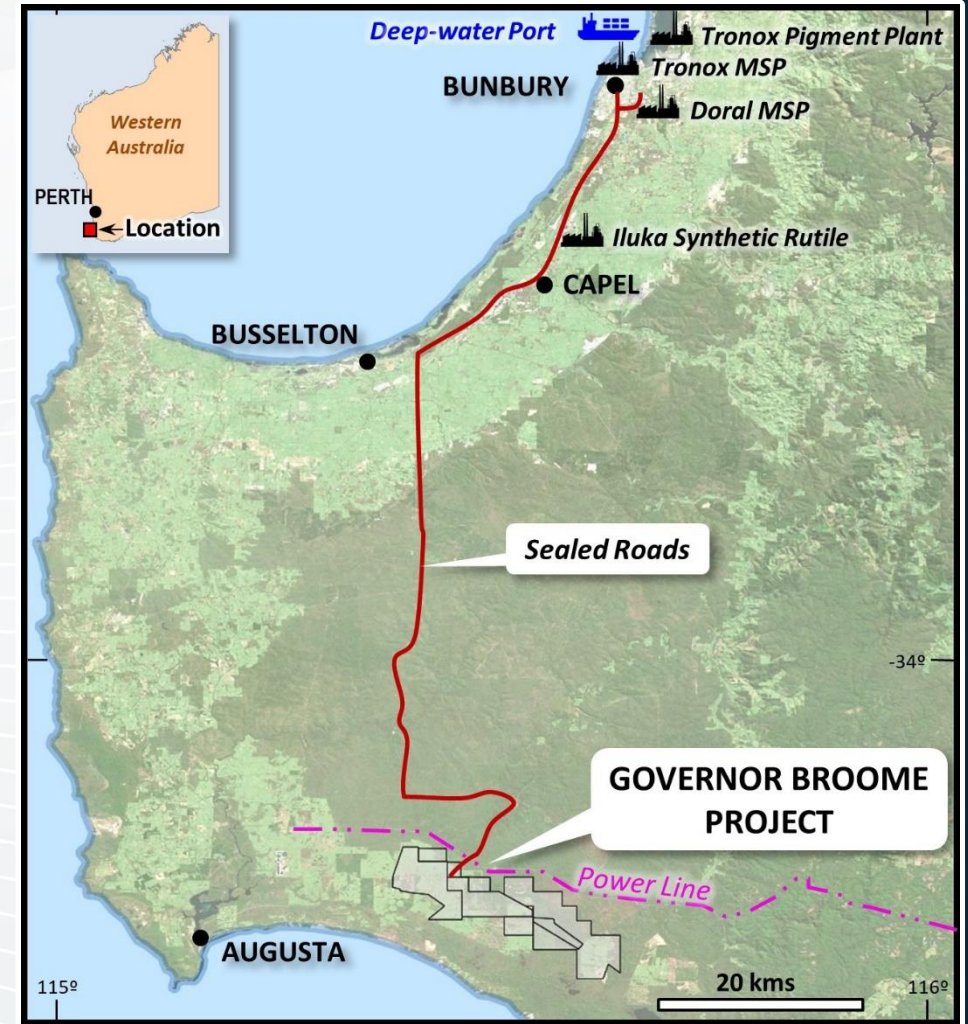 Deep-water Port
Tronox Pigment Plant
Tronox MSP
BUNBURY
Doral MSP
Western
Australia
PERTH
Location
Iluka Synthetic Rutile
CAPEL
BUSSELTON
Sealed Roads
-34º
GOVERNOR BROOME
PROJECT
Power Line
AUGUSTA
20 kms
115º
116º